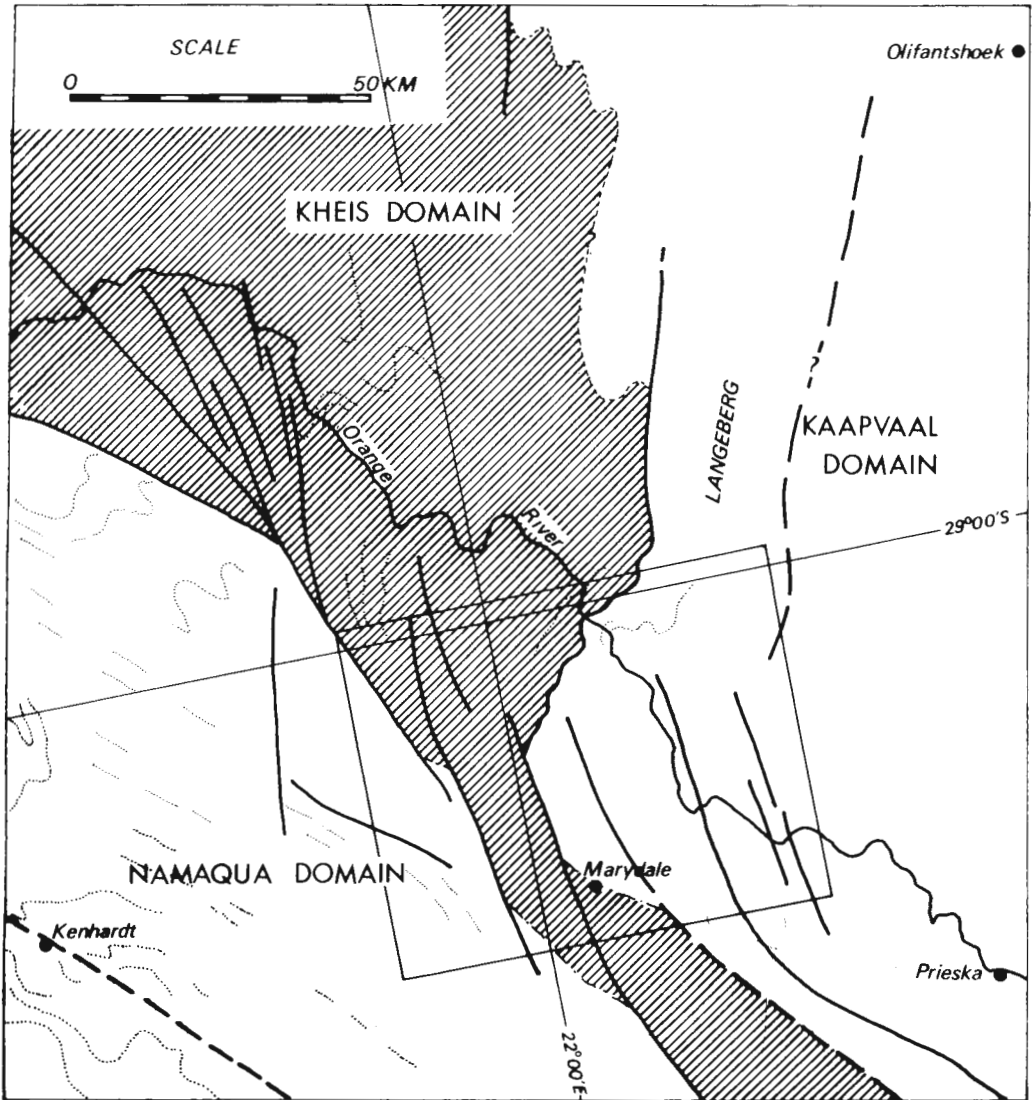 SCALE
0 50 KM
Olifantshoek
KHEIS DOMAIN
LANGEBERG
KAAPVAAL
DOMAIN
Orange
River
29°00'S
NAMAQUA DOMAIN
Marydale
Kenhardt
Prieska
22°00'E
?